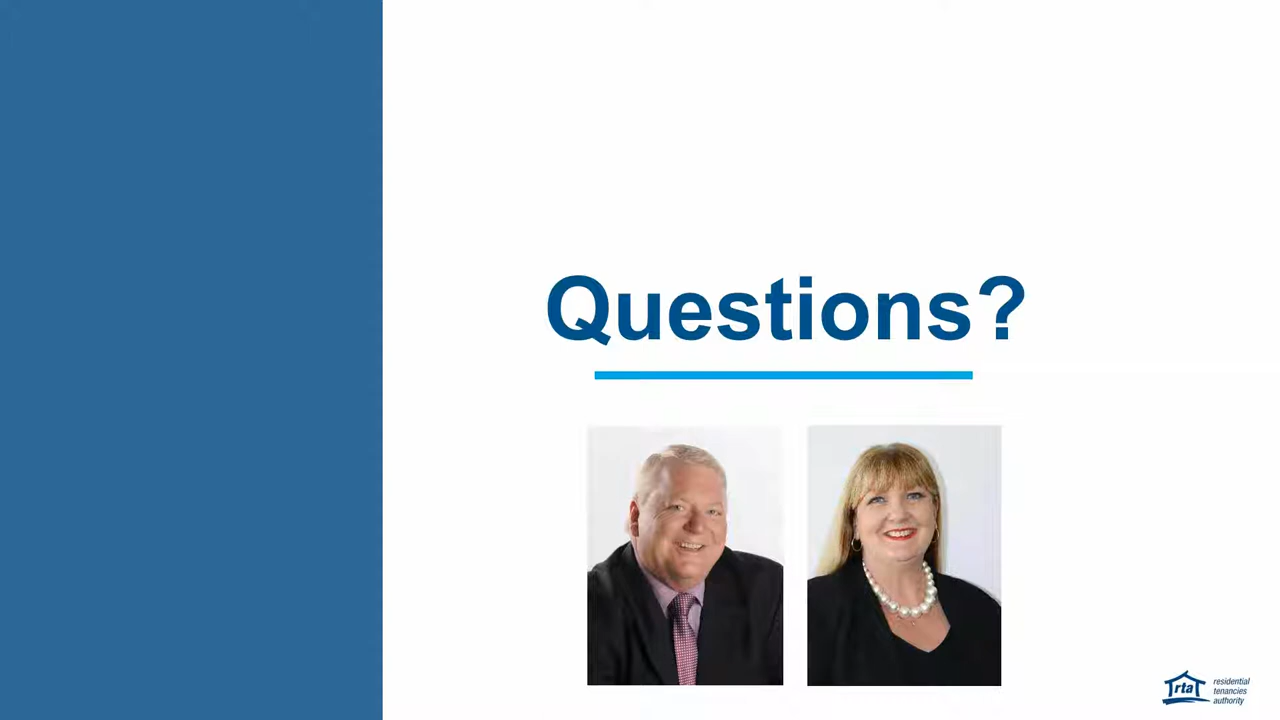 Questions?
rta
residential
tenancies
authority